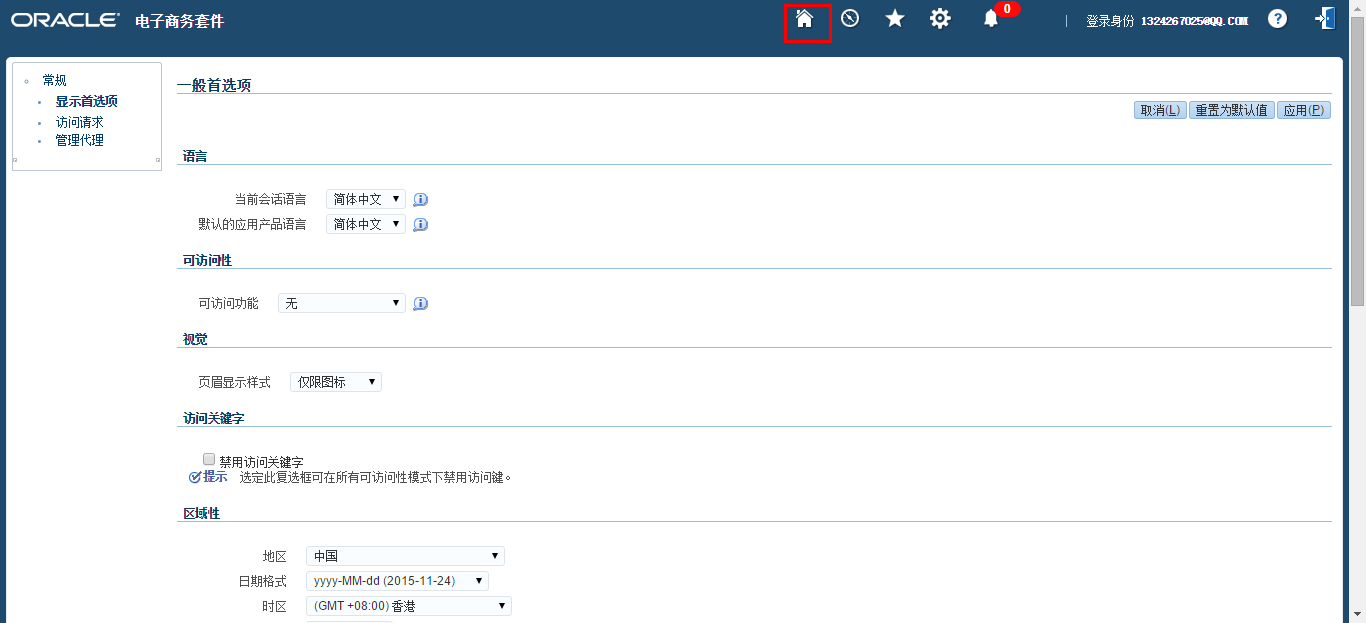 ORACLE 电子商务套件
0
登录身份 1324267025@QQ.COM
?
常规
显示首选项
访问请求
管理代理
一般首选项
取消(L) 重置为默认值 应用(P)
语言
当前会话语言 简体中文
默认的应用产品语言 简体中文
可访问性
可访问功能 无
视觉
页眉显示样式 仅限图标
访问关键字
禁用访问关键字
提示 选定此复选框可在所有可访问性模式下禁用访问键。
区域性
地区 中国
日期格式 yyyy-MM-dd (2015-11-24)
时区 (GMT +08:00) 香港